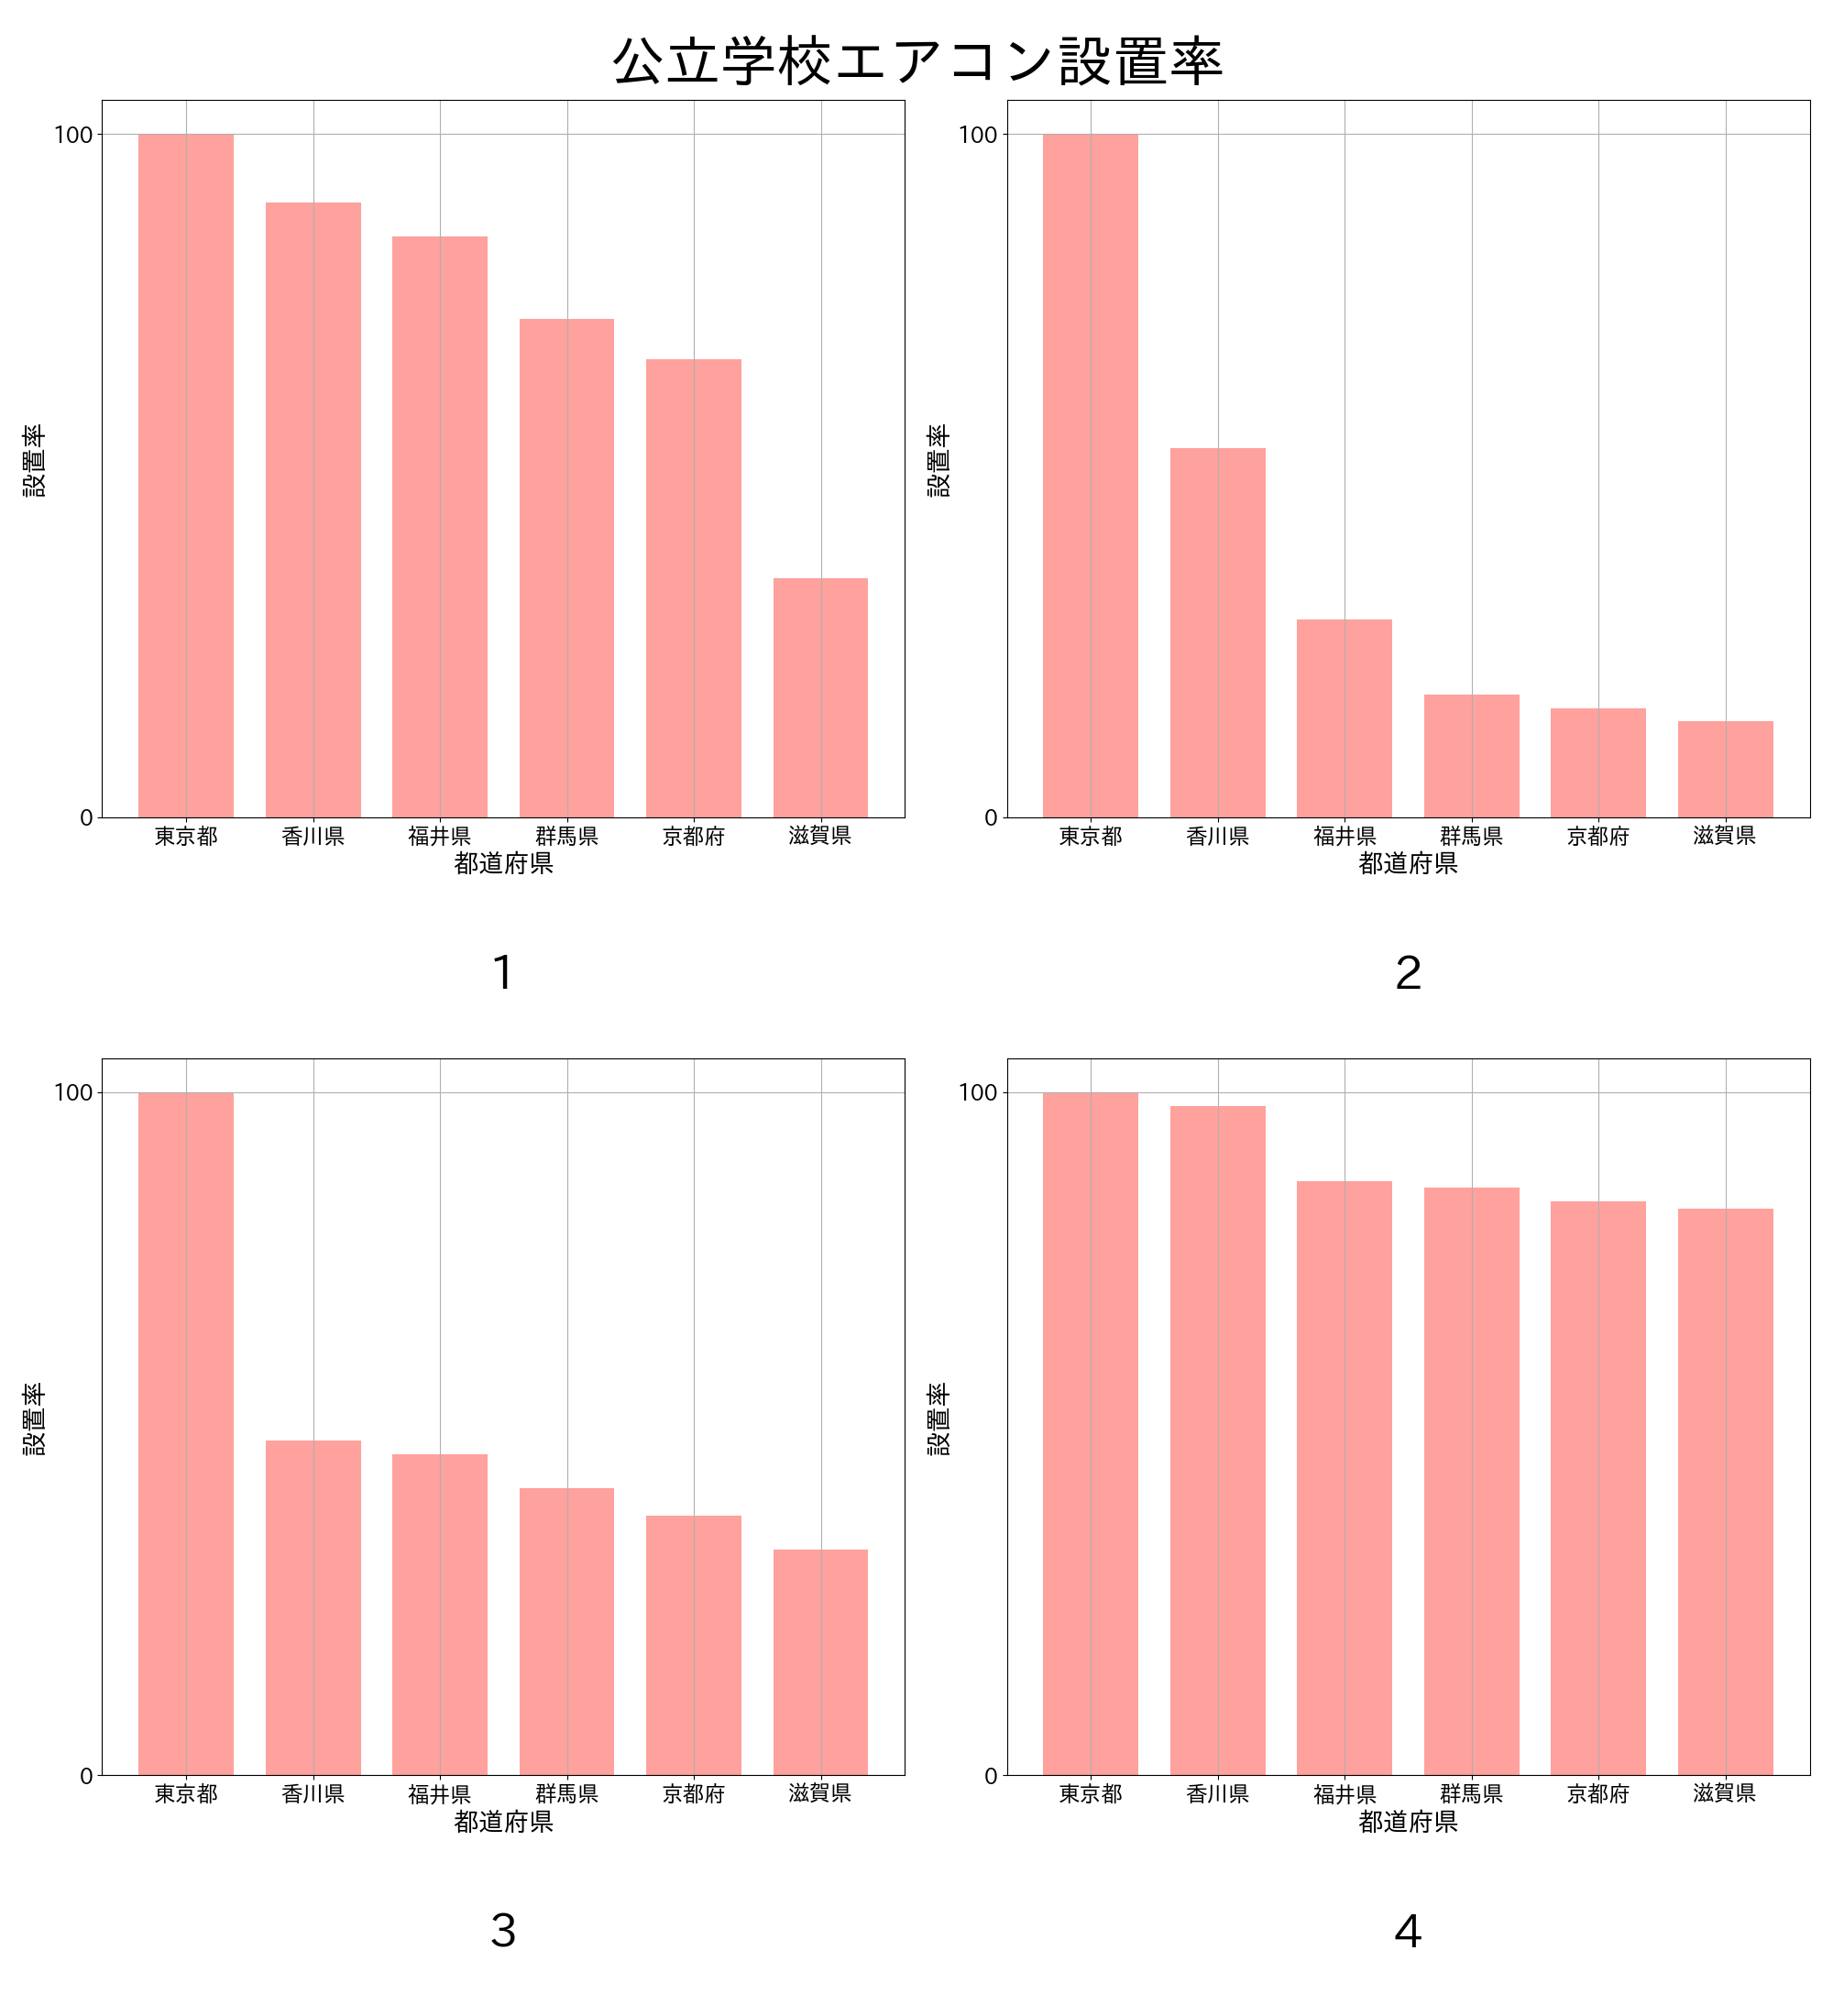 公立学校エアコン設置率
100
0
設置率
東京都 香川県 福井県 群馬県 京都府 滋賀県
都道府県
1
100
0
設置率
東京都 香川県 福井県 群馬県 京都府 滋賀県
都道府県
2
100
0
設置率
東京都 香川県 福井県 群馬県 京都府 滋賀県
都道府県
3
100
0
設置率
東京都 香川県 福井県 群馬県 京都府 滋賀県
都道府県
4